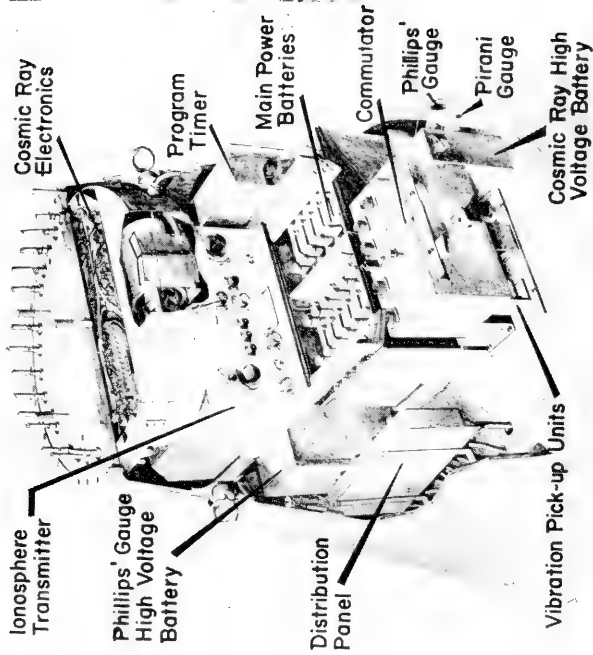 Ionosphere
Transmitter
Phillips' Gauge
High Voltage
Battery
Distribution
Panel
Vibration Pick-up Units
Cosmic Ray
Electronics
Program
Timer
Main Power
Batteries
Commutator
Phillips'
Gauge
Pirani
Gauge
Cosmic Ray High
Voltage Battery